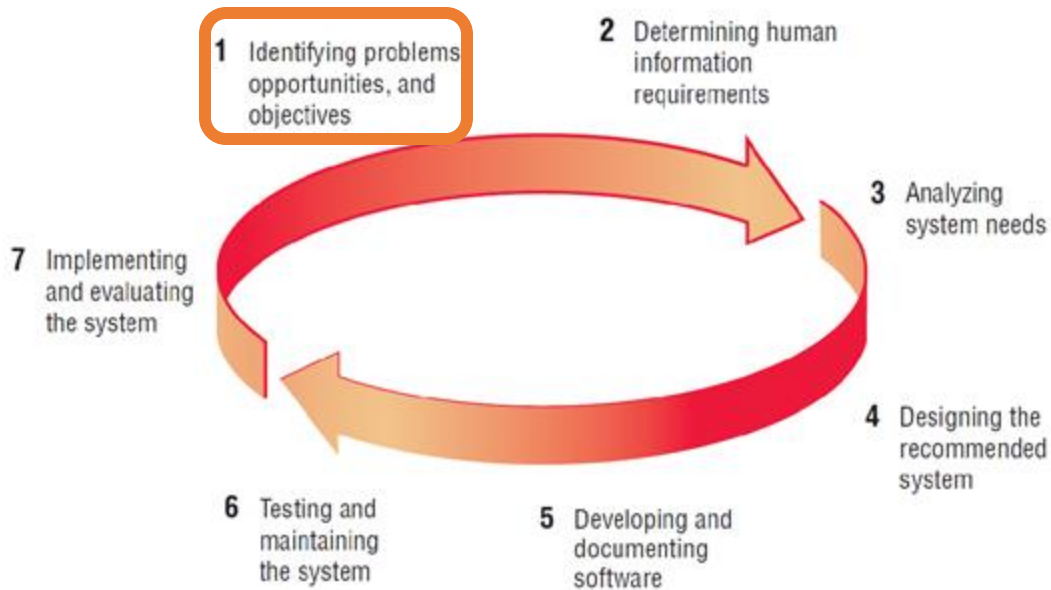 1 Identifying problems
opportunities, and
objectives
2 Determining human
information
requirements
3 Analyzing
system needs
4 Designing the
recommended
system
5 Developing and
documenting
software
6 Testing and
maintaining
the system
7 Implementing
and evaluating
the system